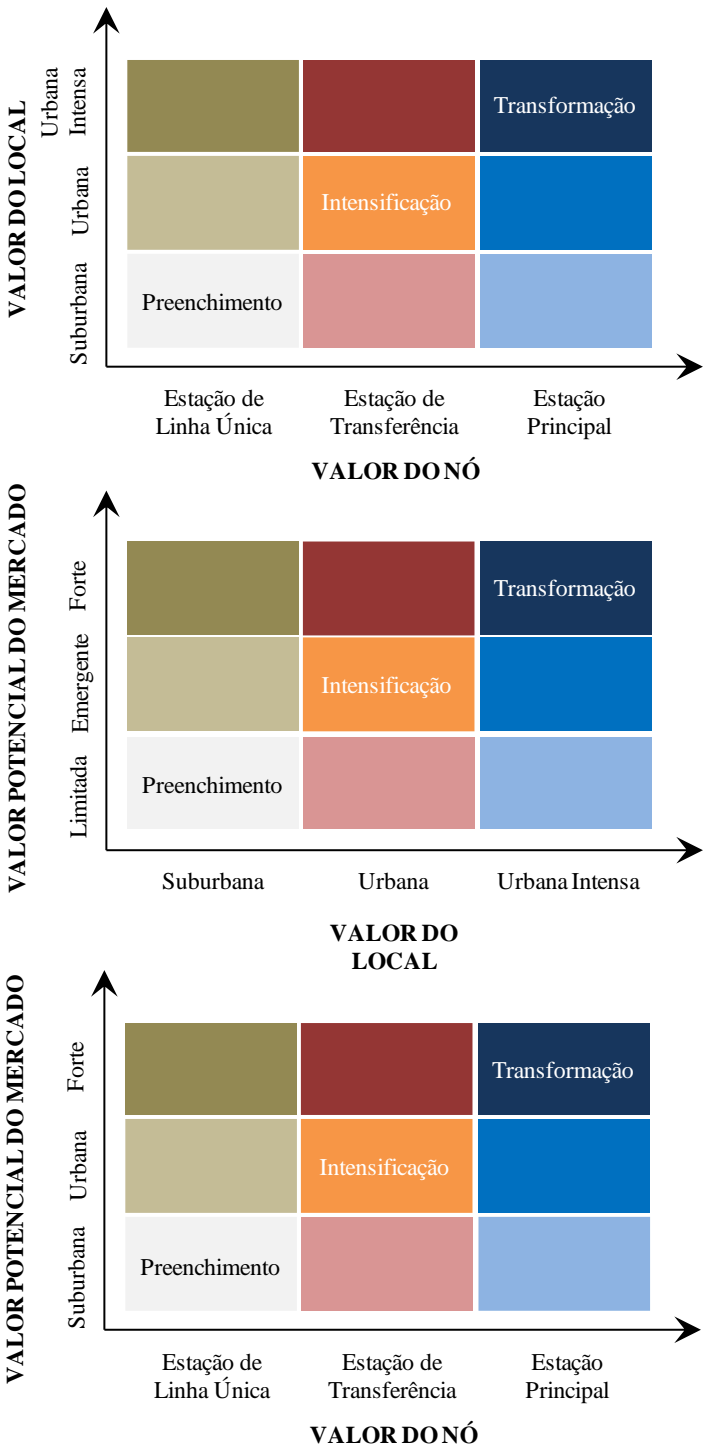 VALOR DO LOCAL
Urbana
Intensa
Urbana
Suburbana
Transformação
Intensificação
Preenchimento
Estação de
Linha Única
Estação de
Transferência
Estação
Principal
VALOR DO NÓ
VALOR POTENCIAL DO MERCADO
Forte
Emergente
Limitada
Transformação
Intensificação
Preenchimento
Suburbana
Urbana
Urbana Intensa
VALOR DO
LOCAL
VALOR POTENCIAL DO MERCADO
Forte
Urbana
Suburbana
Transformação
Intensificação
Preenchimento
Estação de
Linha Única
Estação de
Transferência
Estação
Principal
VALOR DO NÓ